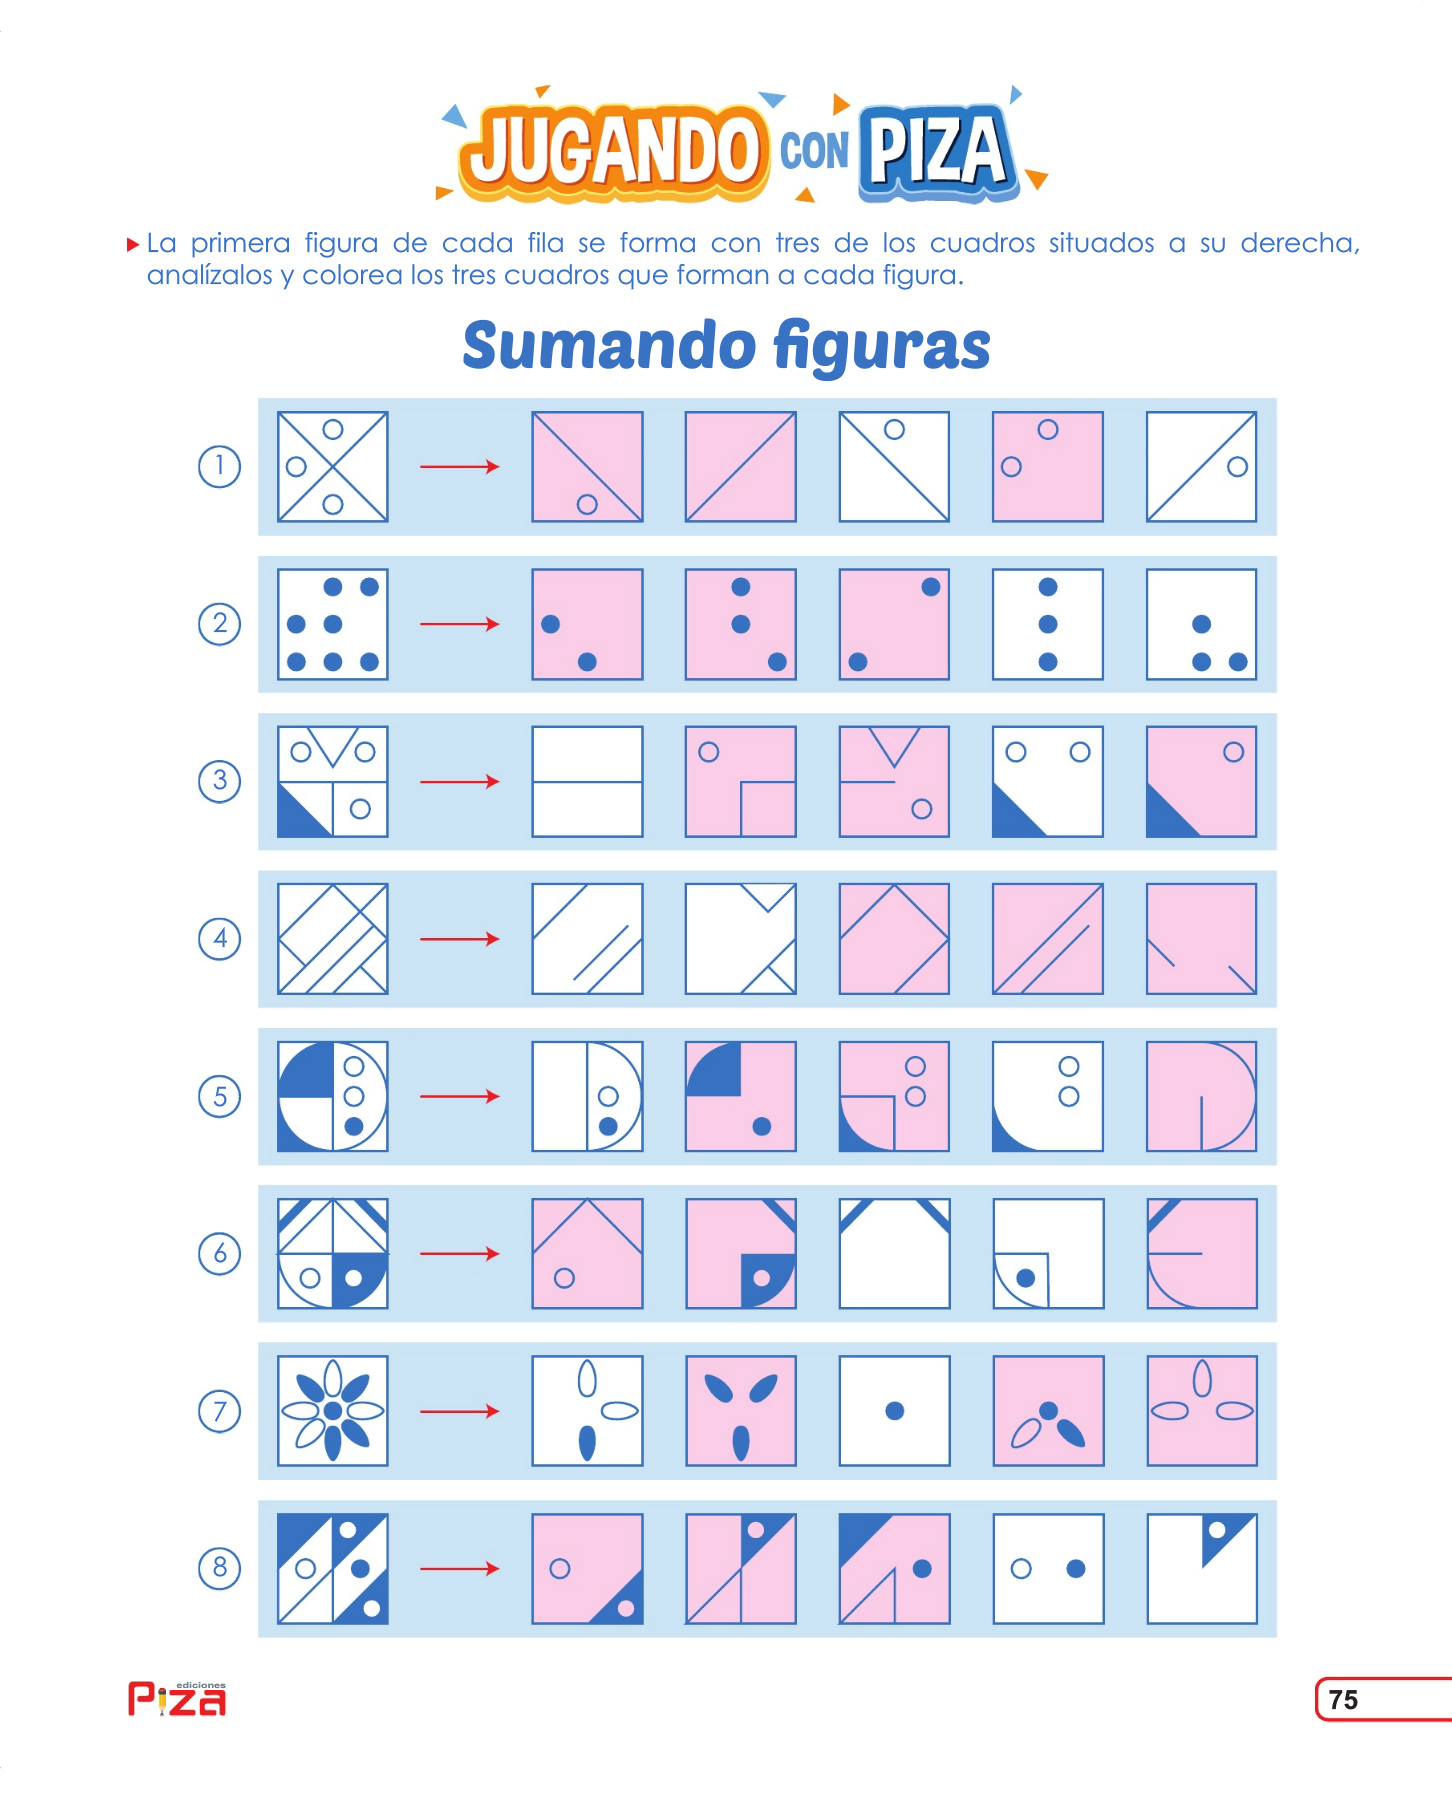 JUGANDO CON PIZA
La primera figura de cada fila se forma con tres de los cuadros situados a su derecha,
analízalos y colorea los tres cuadros que forman a cada figura.
Sumando figuras
1
2
3
4
5
6
7
8
ediciones
Piza
75